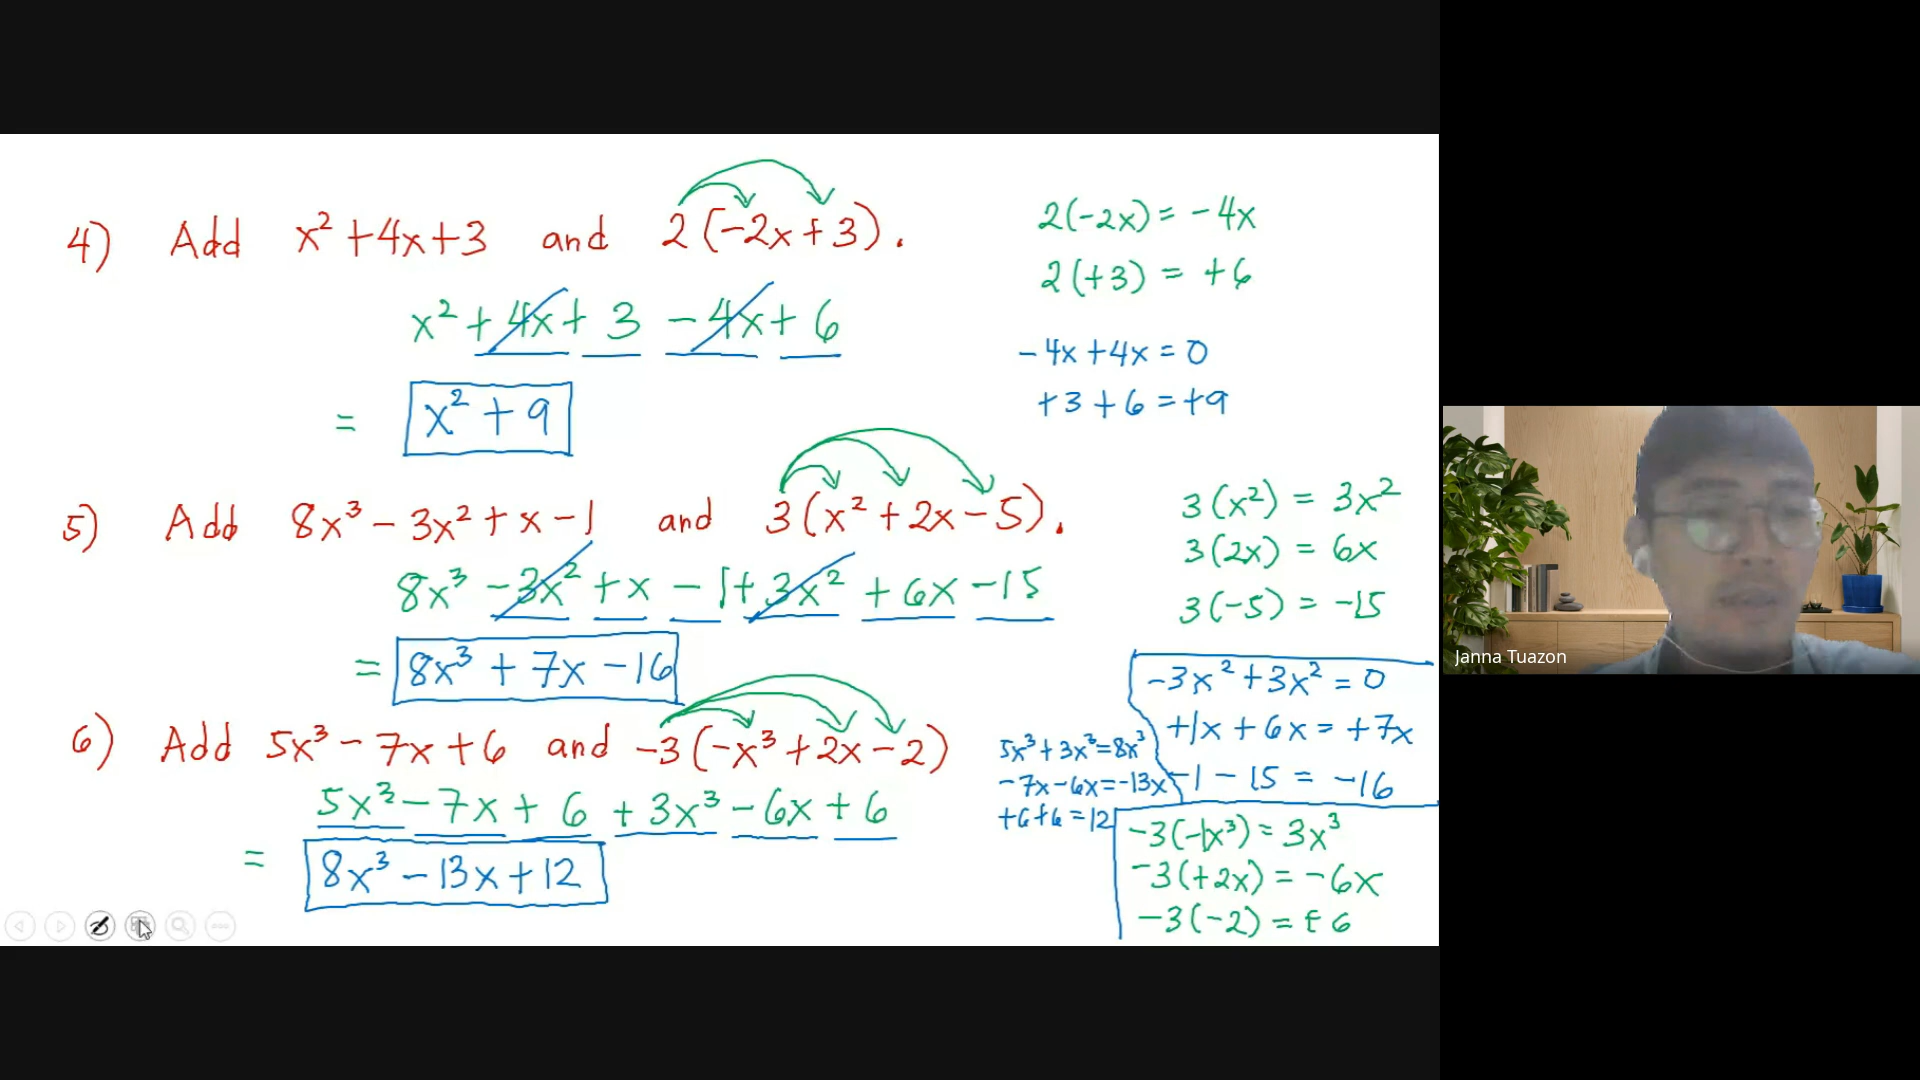 4) Add x² + 4x + 3 and 2(-2x + 3).
x² + 4x + 3 - 4x + 6
= x² + 9
2(-2x) = -4x
2(+3) = +6
-4x + 4x = 0
+3 + 6 = +9
5) Add 8x³ - 3x² + x - 1 and 3(x² + 2x - 5).
8x³ - 3x² + x - 1 + 3x² + 6x - 15
= 8x³ + 7x - 16
3(x²) = 3x²
3(2x) = 6x
3(-5) = -15
-3x² + 3x² = 0
+1x + 6x = +7x
-1 - 15 = -16
6) Add 5x³ - 7x + 6 and -3(-x³ + 2x - 2)
5x³ - 7x + 6 + 3x³ - 6x + 6
= 8x³ - 13x + 12
5x³ + 3x³ = 8x³
-7x - 6x = -13x
+6 + 6 = 12
-3(-1x³) = 3x³
-3(+2x) = -6x
-3(-2) = +6
Janna Tuazon